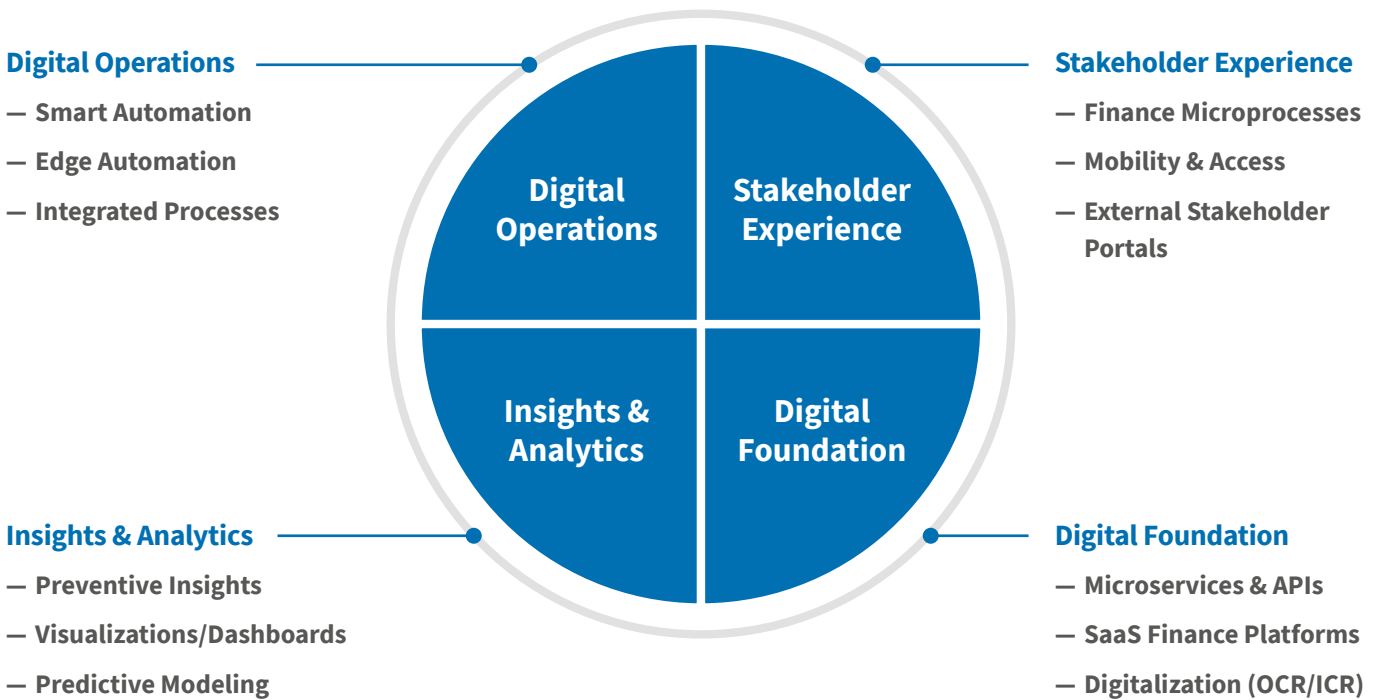 Digital Operations
— Smart Automation
— Edge Automation
— Integrated Processes
Stakeholder Experience
— Finance Microprocesses
— Mobility & Access
— External Stakeholder
Portals
Digital
Operations
Stakeholder
Experience
Insights &
Analytics
Digital
Foundation
Insights & Analytics
— Preventive Insights
— Visualizations/Dashboards
— Predictive Modeling
Digital Foundation
— Microservices & APIs
— SaaS Finance Platforms
— Digitalization (OCR/ICR)